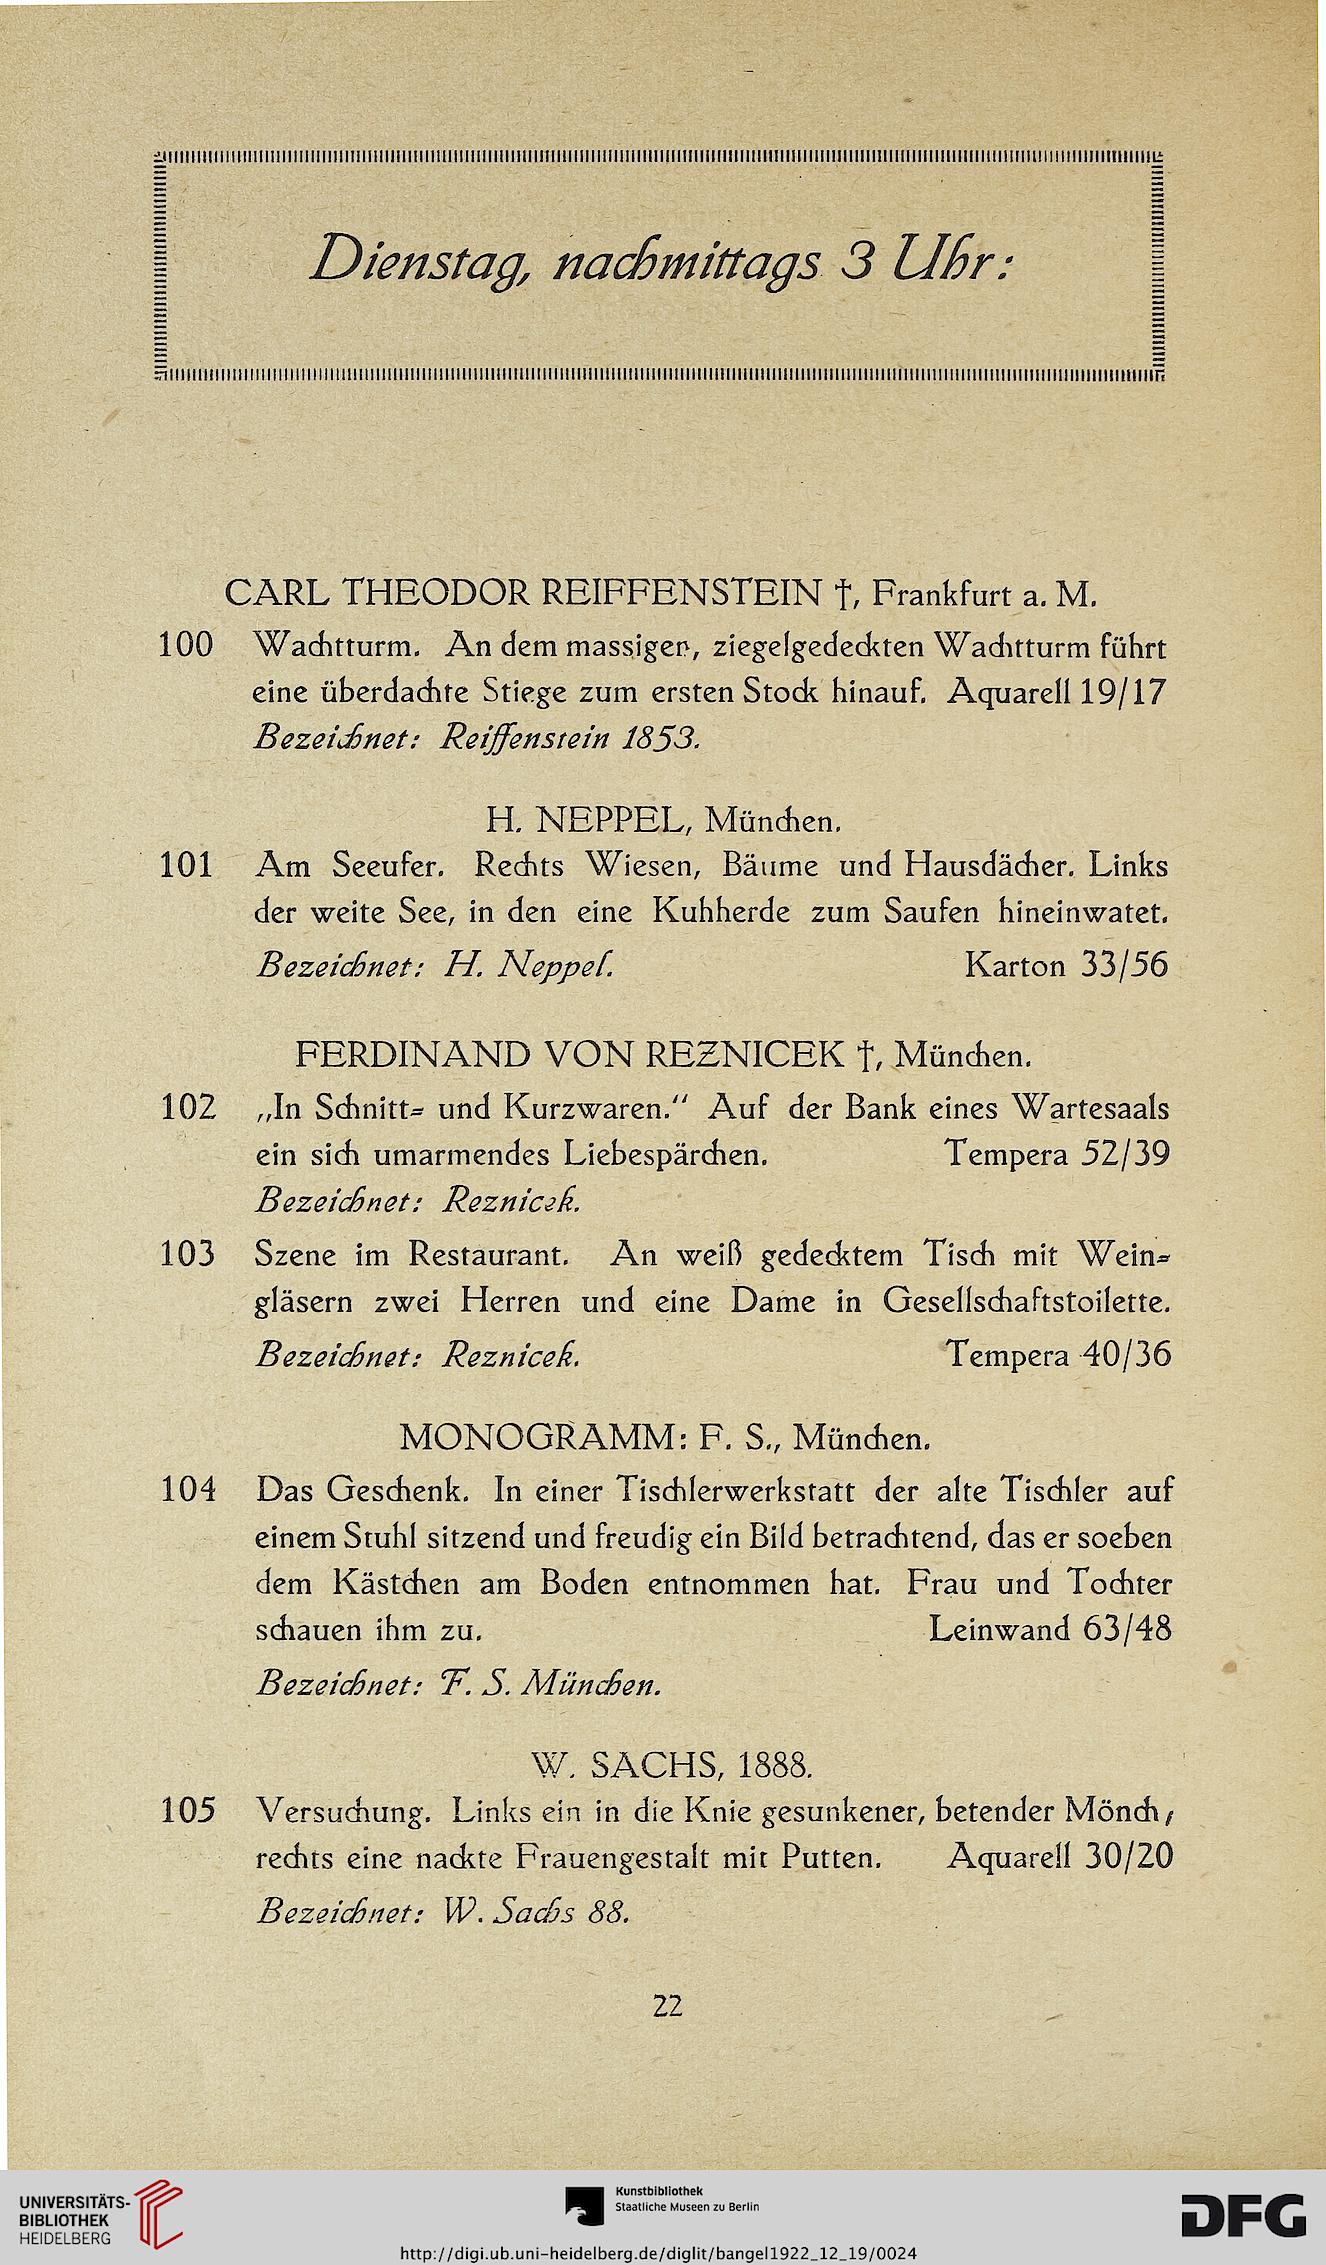 Dienstag, nachmittags 3 Uhr:
CARL THEODOR REIFFENSTEIN †, Frankfurt a. M.
100 Wachtturm. An dem massigen, ziegelgedeckten Wachtturm führt
eine überdachte Stiege zum ersten Stock hinauf. Aquarell 19/17
Bezeichnet: Reiffenstein 1853.
H. NEPPEL, München.
101 Am Seeufer. Rechts Wiesen, Bäume und Hausdächer. Links
der weite See, in den eine Kuhherde zum Saufen hineinwatet.
Bezeichnet: H. Neppel. Karton 33/56
FERDINAND VON REZNICEK †, München.
102 „In Schnitt= und Kurzwaren." Auf der Bank eines Wartesaals
ein sich umarmendes Liebespärchen. Tempera 52/39
Bezeichnet: Reznicek.
103 Szene im Restaurant. An weiß gedecktem Tisch mit Wein=
gläsern zwei Herren und eine Dame in Gesellschaftstoilette.
Bezeichnet: Reznicek. Tempera 40/36
MONOGRAMM: F. S., München.
104 Das Geschenk. In einer Tischlerwerkstatt der alte Tischler auf
einem Stuhl sitzend und freudig ein Bild betrachtend, das er soeben
dem Kästchen am Boden entnommen hat. Frau und Tochter
schauen ihm zu. Leinwand 63/48
Bezeichnet: F. S. München.
W. SACHS, 1888.
105 Versuchung. Links ein in die Knie gesunkener, betender Mönch,
rechts eine nackte Frauengestalt mit Putten. Aquarell 30/20
Bezeichnet: W. Sachs 88.
22
UNIVERSITÄTS-
BIBLIOTHEK
HEIDELBERG
Kunstbibliothek
Staatliche Museen zu Berlin
DFG
http://digi.ub.uni-heidelberg.de/diglit/bangel1922_12_19/0024